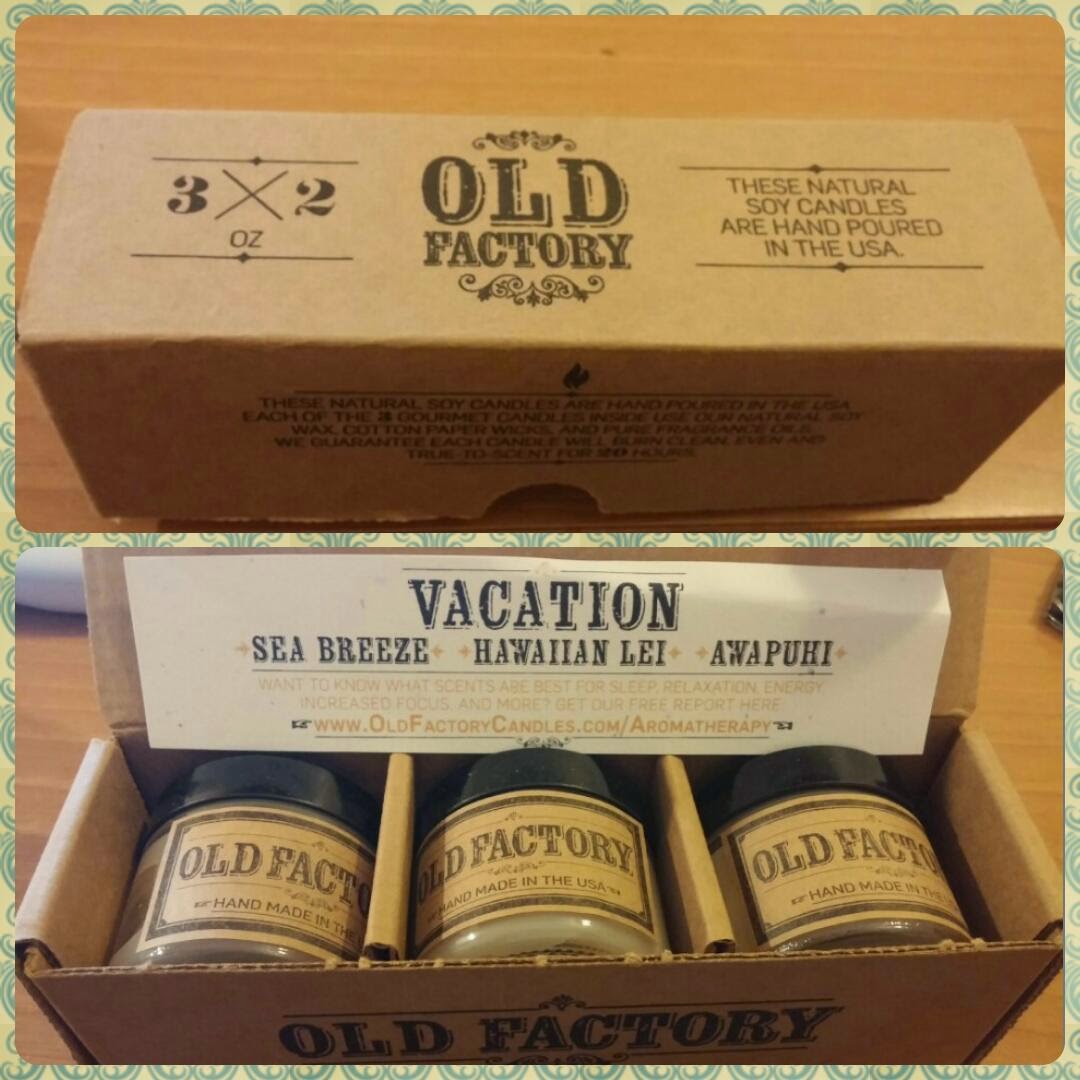 3 X 2
OZ
OLD
FACTORY
THESE NATURAL
SOY CANDLES
ARE HAND POURED
IN THE USA.
THESE NATURAL SOY CANDLES ARE HAND POURED IN THE USA.
EACH OF THE 3 GOURMET CANDLES INSIDE USE OUR NATURAL SOY
WAX, COTTON PAPER WICKS, AND PURE FRAGRANCE OILS.
WE GUARANTEE EACH CANDLE WILL BURN CLEAN, EVEN AND
TRUE-TO-SCENT FOR 20 HOURS.
VACATION
SEA BREEZE HAWAIIAN LEI AWAPUHI
WANT TO KNOW WHAT SCENTS ARE BEST FOR SLEEP, RELAXATION, ENERGY,
INCREASED FOCUS, AND MORE? GET OUR FREE REPORT HERE:
WWW.OLDFACTORYCANDLES.COM/AROMATHERAPY
OLD FACTO
HAND MADE IN THE
OLD FACTORY
HAND MADE IN THE USA
OLD FACTO
HAND MADE IN THE
OLD FACTORY